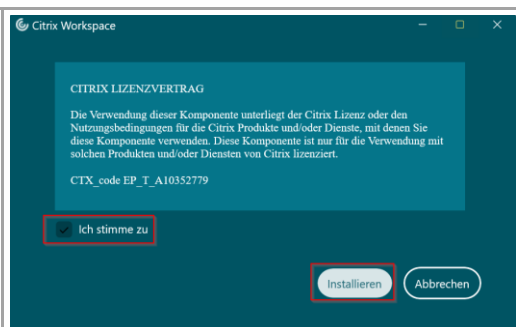 Citrix Workspace
CITRIX LIZENZVERTRAG
Die Verwendung dieser Komponente unterliegt der Citrix Lizenz oder den
Nutzungsbedingungen für die Citrix Produkte und/oder Dienste, mit denen Sie
diese Komponente verwenden. Diese Komponente ist nur für die Verwendung mit
solchen Produkten und/oder Diensten von Citrix lizenziert.
CTX_code EP_T_A10352779
Ich stimme zu
Installieren Abbrechen